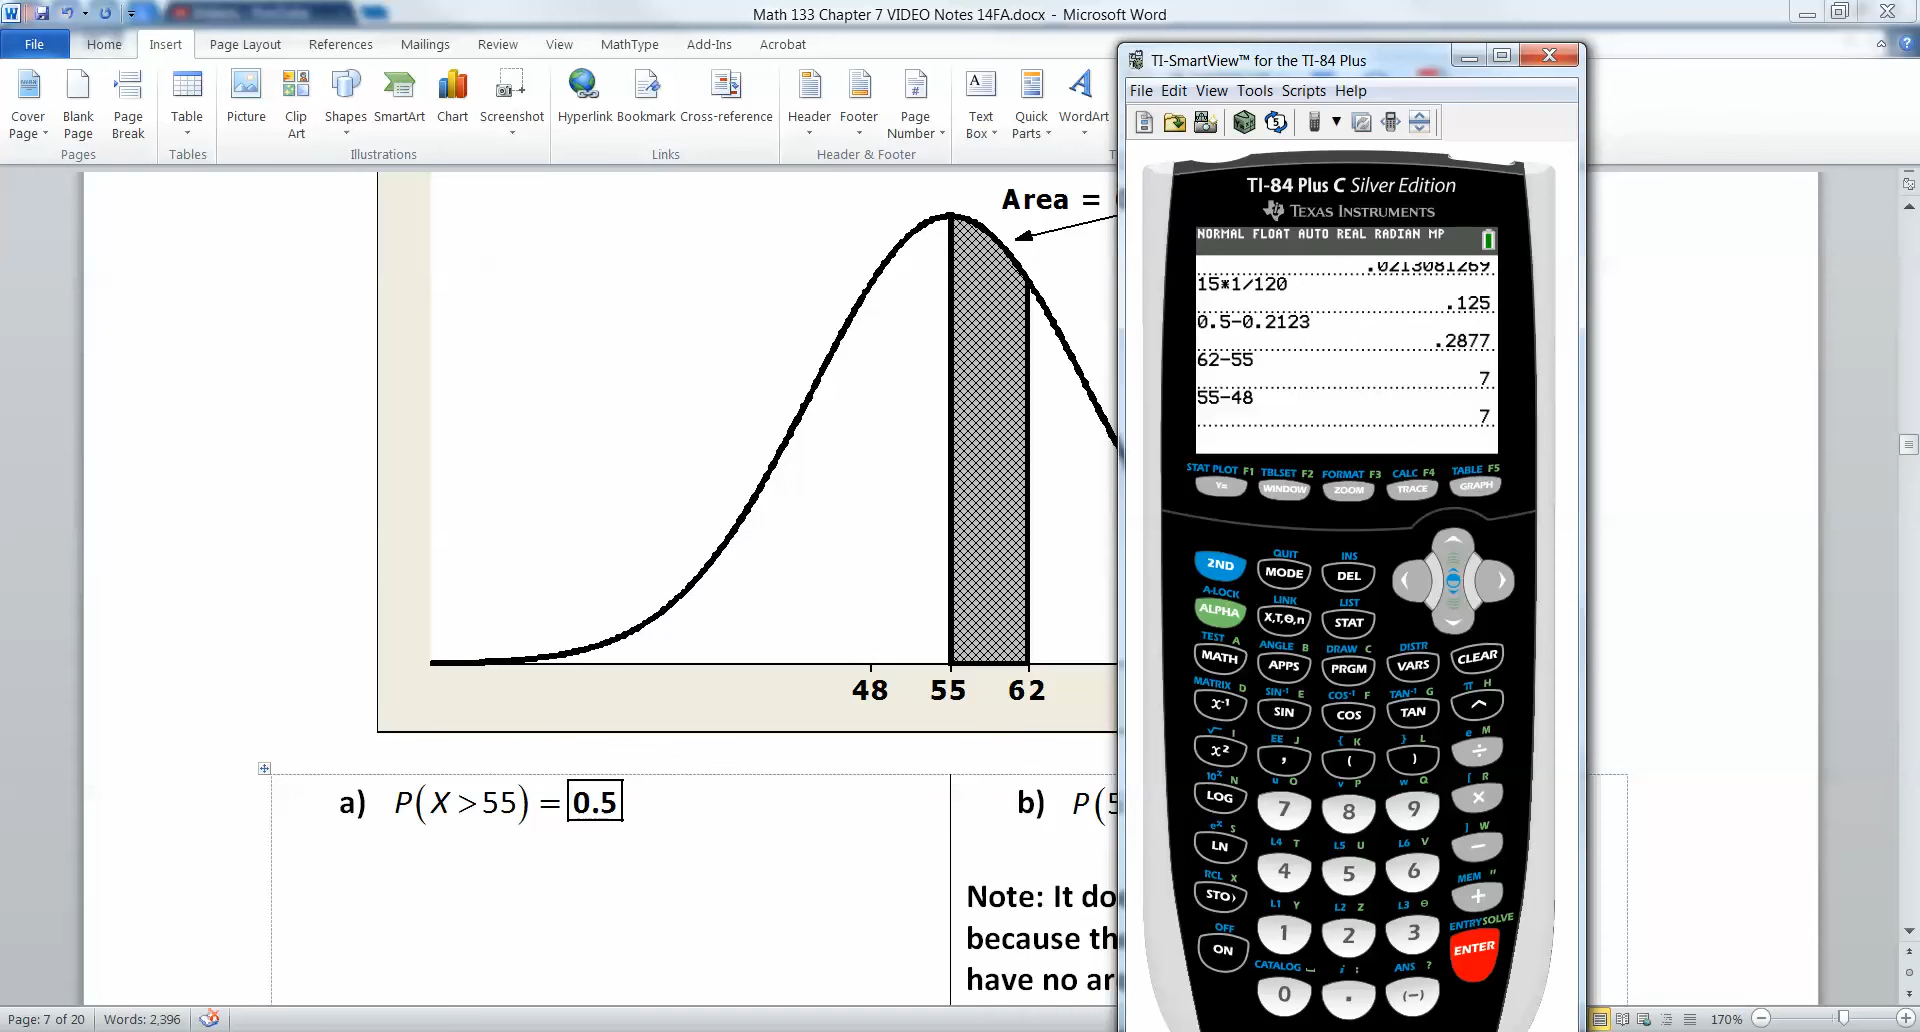 Math 133 Chapter 7 VIDEO Notes 14FA.docx - Microsoft Word
File Home Insert Page Layout References Mailings Review View MathType Add-Ins Acrobat
Cover Page
Blank Page
Page Break
Table
Picture
Clip Art
Shapes
SmartArt
Chart
Screenshot
Hyperlink
Bookmark
Cross-reference
Header
Footer
Page Number
Text Box
Quick Parts
WordArt
Pages
Tables
Illustrations
Links
Header & Footer
Area =
48 55 62
a) P(X > 55) = 0.5
b) P(5
Note: It do
because th
have no ar
TI-SmartView™ for the TI-84 Plus
File Edit View Tools Scripts Help
TI-84 Plus C Silver Edition
TEXAS INSTRUMENTS
NORMAL FLOAT AUTO REAL RADIAN MP
.0213081269
15*1/120
.125
0.5-0.2123
.2877
62-55
7
55-48
7
STAT PLOT F1 TBLSET F2 FORMAT F3 CALC F4 TABLE F5
Y= WINDOW ZOOM TRACE GRAPH
QUIT INS
2ND MODE DEL
A-LOCK LINK LIST
ALPHA X,T,Θ,n STAT
TEST A ANGLE B DRAW C DISTR
MATH APPS PRGM VARS CLEAR
MATRIX D SIN⁻¹ E COS⁻¹ F TAN⁻¹ G π H
x⁻¹ SIN COS TAN ^
√ I EE J { K } L e M
x² , ( ) ÷
10ˣ N u O v P w Q [ R
LOG 7 8 9 ×
eˣ S L4 T L5 U L6 V ] W
LN 4 5 6 −
RCL X L1 Y L2 Z L3 θ MEM "
STO› 1 2 3 +
OFF CATALOG i : ANS ? ENTRY SOLVE
ON 0 . (−) ENTER
Page: 7 of 20 Words: 2,396 170%